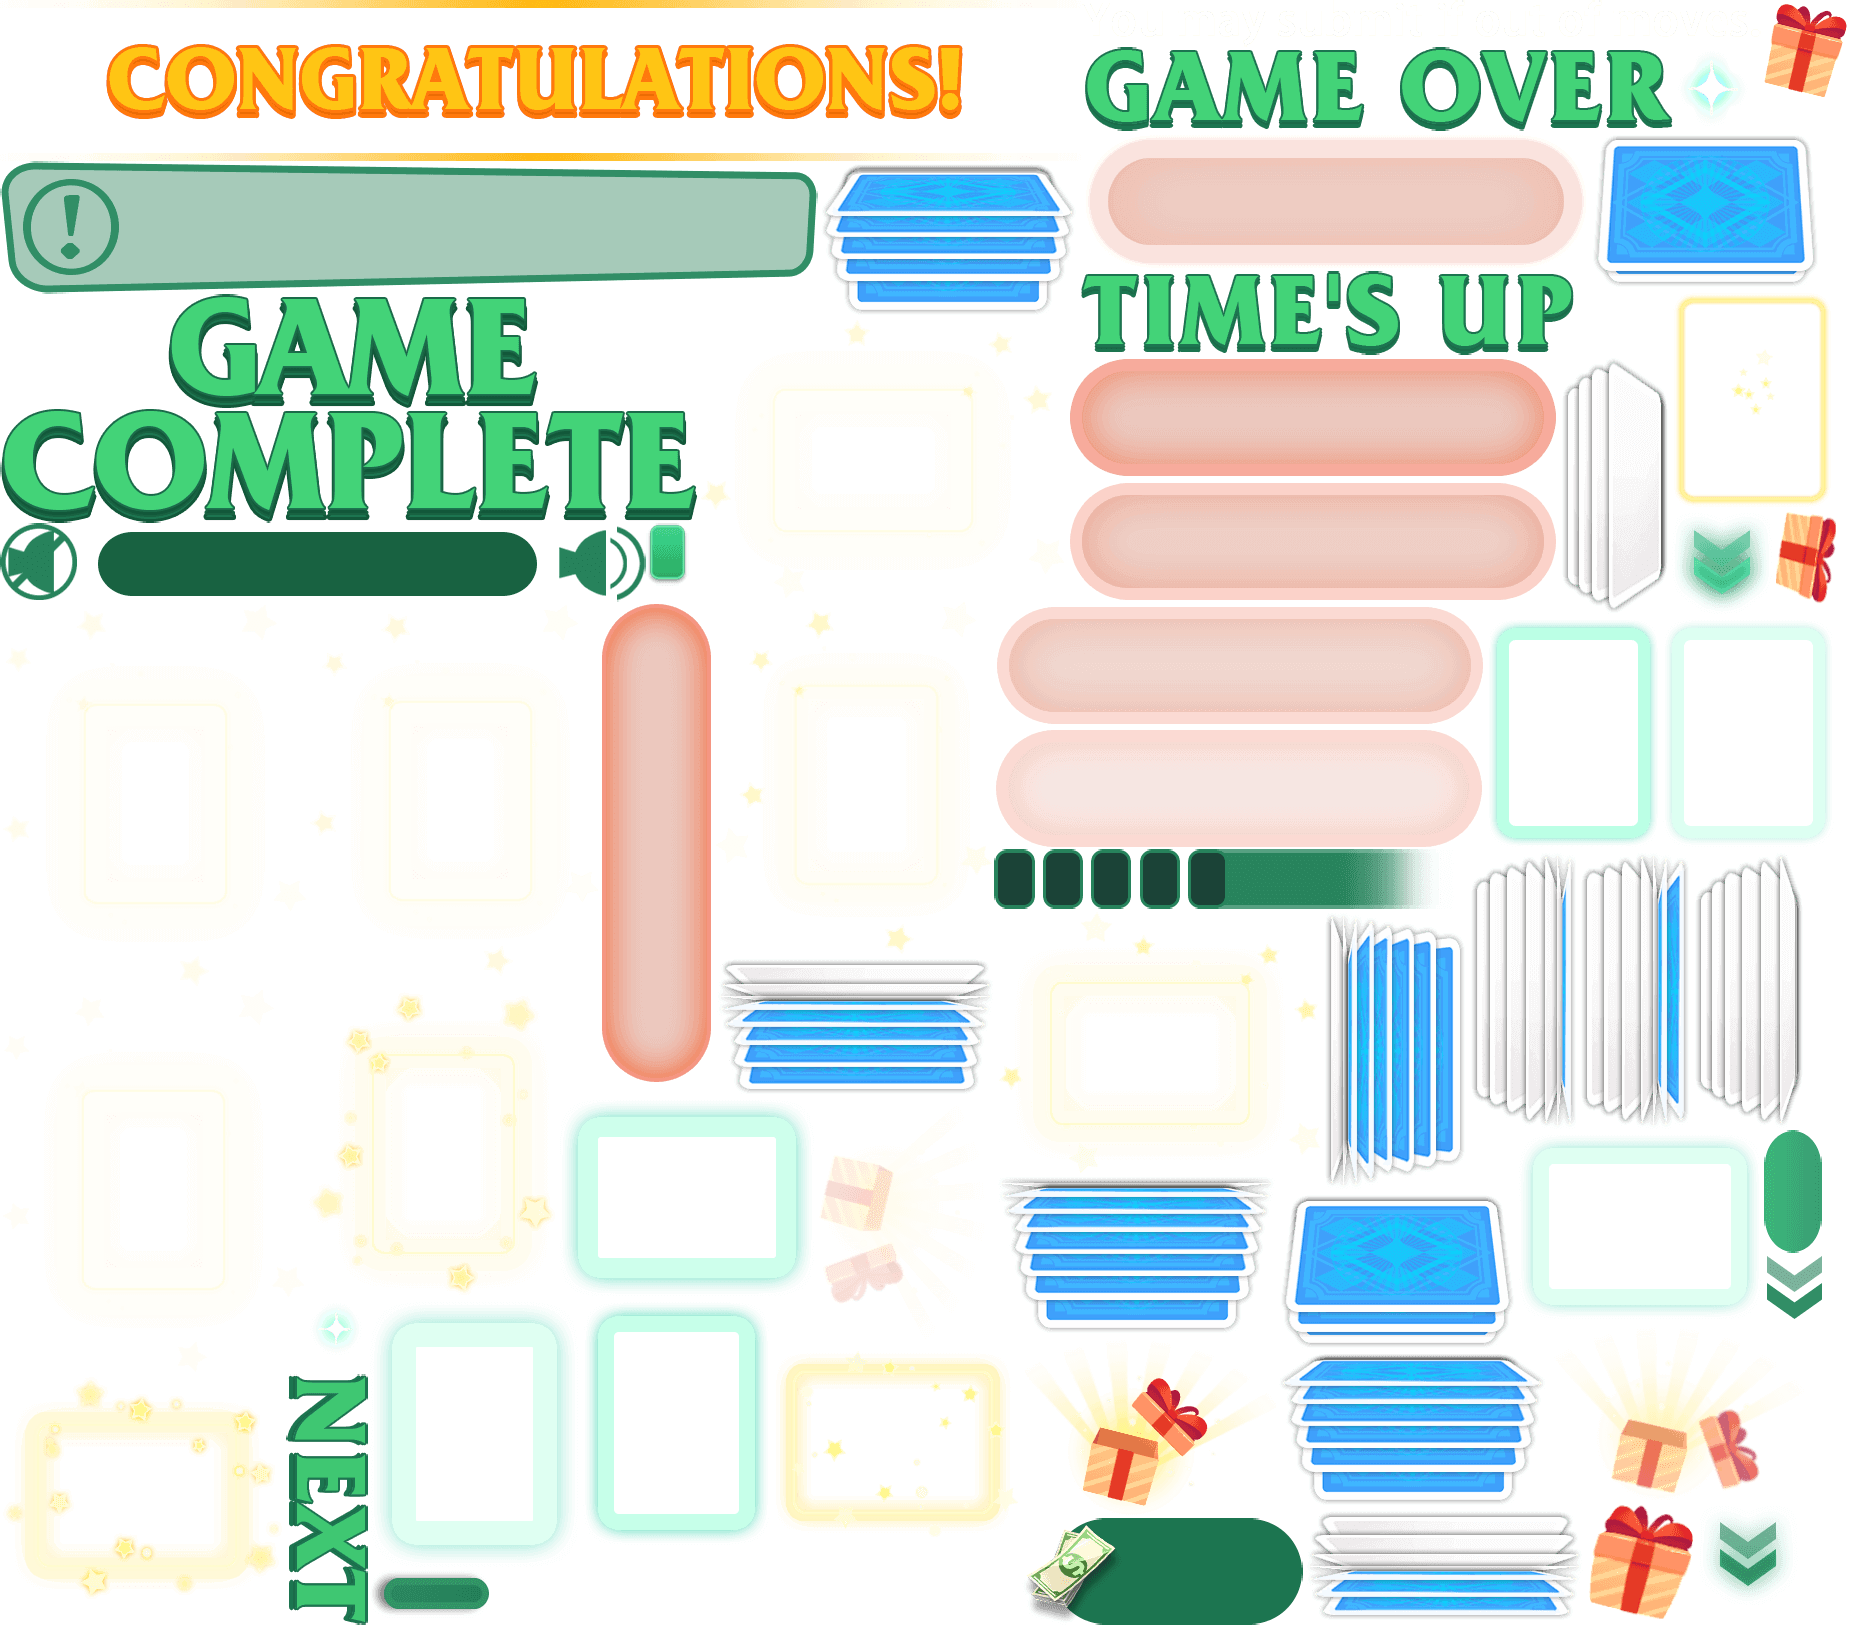 CONGRATULATIONS!
GAME OVER
!
TIME'S UP
GAME
COMPLETE
NEXT
$